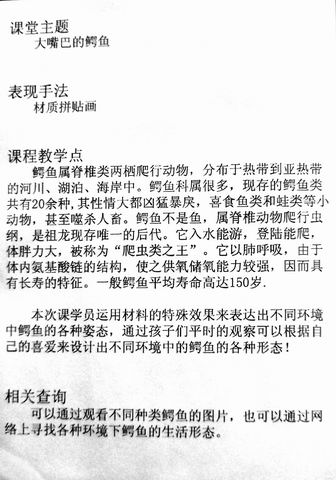 课堂主题
大嘴巴的鳄鱼
表现手法
材质拼贴画
课程教学点
鳄鱼属脊椎类两栖爬行动物，分布于热带到亚热带
的河川、湖泊、海岸中。鳄鱼科属很多，现存的鳄鱼类
共有20余种,其性情大都凶猛暴戾，喜食鱼类和蛙类等小
动物，甚至噬杀人畜。鳄鱼不是鱼，属脊椎动物爬行虫
纲，是祖龙现存唯一的后代。它入水能游，登陆能爬，
体胖力大，被称为“爬虫类之王”。它以肺呼吸，由于
体内氨基酸链的结构，使之供氧储氧能力较强，因而具
有长寿的特征。一般鳄鱼平均寿命高达150岁.
本次课学员运用材料的特殊效果来表达出不同环境
中鳄鱼的各种姿态，通过孩子们平时的观察可以根据自
己的喜爱来设计出不同环境中的鳄鱼的各种形态！
相关查询
可以通过观看不同种类鳄鱼的图片，也可以通过网
络上寻找各种环境下鳄鱼的生活形态。